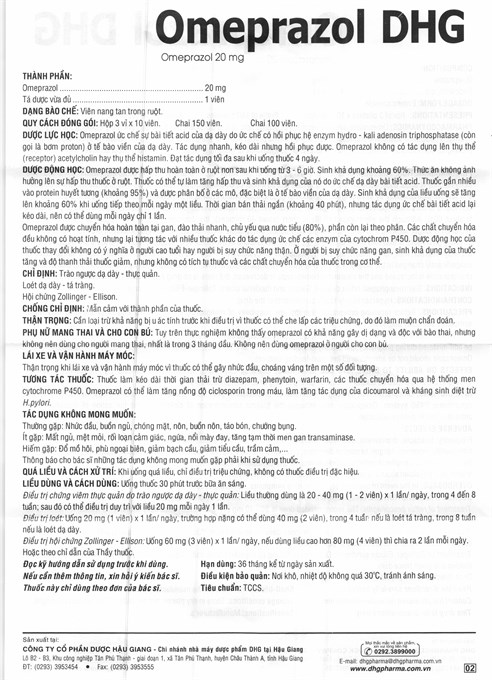 Omeprazol DHG
Omeprazol 20 mg
THÀNH PHẦN:
Omeprazol ........................................................ 20 mg
Tá dược vừa đủ ................................................ 1 viên
DẠNG BÀO CHẾ: Viên nang tan trong ruột.
QUY CÁCH ĐÓNG GÓI: Hộp 3 vỉ x 10 viên. Chai 150 viên. Chai 100 viên.
DƯỢC LỰC HỌC: Omeprazol ức chế sự bài tiết acid của dạ dày do ức chế có hồi phục hệ enzym hydro - kali adenosin triphosphatase (còn
gọi là bơm proton) ở tế bào viền của dạ dày. Tác dụng nhanh, kéo dài nhưng hồi phục được. Omeprazol không có tác dụng lên thụ thể
(receptor) acetylcholin hay thụ thể histamin. Đạt tác dụng tối đa sau khi uống thuốc 4 ngày.
DƯỢC ĐỘNG HỌC: Omeprazol được hấp thu hoàn toàn ở ruột non sau khi uống từ 3 - 6 giờ. Sinh khả dụng khoảng 60%. Thức ăn không ảnh
hưởng lên sự hấp thu thuốc ở ruột. Thuốc có thể tự làm tăng hấp thu và sinh khả dụng của nó do ức chế dạ dày bài tiết acid. Thuốc gắn nhiều
vào protein huyết tương (khoảng 95%) và được phân bố ở các mô, đặc biệt là ở tế bào viền của dạ dày. Sinh khả dụng của liều uống sẽ tăng
lên khoảng 60% khi uống tiếp theo mỗi ngày một liều. Thời gian bán thải ngắn (khoảng 40 phút), nhưng tác dụng ức chế bài tiết acid lại
kéo dài, nên có thể dùng mỗi ngày chỉ 1 lần.
Omeprazol được chuyển hóa hoàn toàn tại gan, đào thải nhanh, chủ yếu qua nước tiểu (80%), phần còn lại theo phân. Các chất chuyển hóa
đều không có hoạt tính, nhưng lại tương tác với nhiều thuốc khác do tác dụng ức chế các enzym của cytochrom P450. Dược động học của
thuốc thay đổi không có ý nghĩa ở người cao tuổi hay người bị suy chức năng thận. Ở người bị suy chức năng gan, sinh khả dụng của thuốc
tăng và độ thanh thải thuốc giảm, nhưng không có tích tụ thuốc và các chất chuyển hóa của thuốc trong cơ thể.
CHỈ ĐỊNH: Trào ngược dạ dày - thực quản.
Loét dạ dày - tá tràng.
Hội chứng Zollinger - Ellison.
CHỐNG CHỈ ĐỊNH: Mẫn cảm với thành phần của thuốc.
THẬN TRỌNG: Cần loại trừ khả năng bị u ác tính trước khi điều trị vì thuốc có thể che lấp các triệu chứng, do đó làm muộn chẩn đoán.
PHỤ NỮ MANG THAI VÀ CHO CON BÚ: Tuy trên thực nghiệm không thấy omeprazol có khả năng gây dị dạng và độc với bào thai, nhưng
không nên dùng cho người mang thai, nhất là trong 3 tháng đầu. Không nên dùng omeprazol ở người cho con bú.
LÁI XE VÀ VẬN HÀNH MÁY MÓC:
Thận trọng khi lái xe và vận hành máy móc vì thuốc có thể gây nhức đầu, choáng váng trên một số đối tượng.
TƯƠNG TÁC THUỐC: Thuốc làm kéo dài thời gian thải trừ diazepam, phenytoin, warfarin, các thuốc chuyển hóa qua hệ thống men
cytochrome P450. Omeprazol có thể làm tăng nồng độ ciclosporin trong máu, làm tăng tác dụng của dicoumarol và kháng sinh diệt trừ
H.pylori.
TÁC DỤNG KHÔNG MONG MUỐN:
Thường gặp: Nhức đầu, buồn ngủ, chóng mặt, nôn, buồn nôn, táo bón, chướng bụng.
Ít gặp: Mất ngủ, mệt mỏi, rối loạn cảm giác, ngứa, nổi mày đay, tăng tạm thời men gan transaminase.
Hiếm gặp: Đổ mồ hôi, phù ngoại biên, giảm bạch cầu, giảm tiểu cầu, trầm cảm,...
Thông báo cho bác sĩ những tác dụng không mong muốn gặp phải khi sử dụng thuốc.
QUÁ LIỀU VÀ CÁCH XỬ TRÍ: Khi uống quá liều, chỉ điều trị triệu chứng, không có thuốc điều trị đặc hiệu.
LIỀU DÙNG VÀ CÁCH DÙNG: Uống thuốc 30 phút trước bữa ăn sáng.
Điều trị chứng viêm thực quản do trào ngược dạ dày - thực quản: Liều thường dùng là 20 - 40 mg (1 - 2 viên) x 1 lần/ ngày, trong 4 đến 8
tuần; sau đó có thể điều trị duy trì với liều 20 mg mỗi ngày 1 lần.
Điều trị loét: Uống 20 mg (1 viên) x 1 lần/ ngày, trường hợp nặng có thể dùng 40 mg (2 viên), trong 4 tuần nếu là loét tá tràng, trong 8 tuần
nếu là loét dạ dày.
Điều trị hội chứng Zollinger - Ellison: Uống 60 mg (3 viên) x 1 lần/ ngày, nếu dùng liều cao hơn 80 mg (4 viên) thì chia ra 2 lần mỗi ngày.
Hoặc theo chỉ dẫn của Thầy thuốc.
Đọc kỹ hướng dẫn sử dụng trước khi dùng. Hạn dùng: 36 tháng kể từ ngày sản xuất.
Nếu cần thêm thông tin, xin hỏi ý kiến bác sĩ. Điều kiện bảo quản: Nơi khô, nhiệt độ không quá 30°C, tránh ánh sáng.
Thuốc này chỉ dùng theo đơn của bác sĩ. Tiêu chuẩn: TCCS.
Sản xuất tại:
CÔNG TY CỔ PHẦN DƯỢC HẬU GIANG - Chi nhánh nhà máy dược phẩm DHG tại Hậu Giang
Lô B2 - B3, Khu công nghiệp Tân Phú Thạnh - giai đoạn 1, xã Tân Phú Thạnh, huyện Châu Thành A, tỉnh Hậu Giang
ĐT: (0293) 3953454 • Fax: (0293) 3953555
Mọi thắc mắc về sản phẩm,
xin vui lòng liên hệ
0292.3899000
E-mail: dhgpharma@dhgpharma.com.vn
www.dhgpharma.com.vn
02